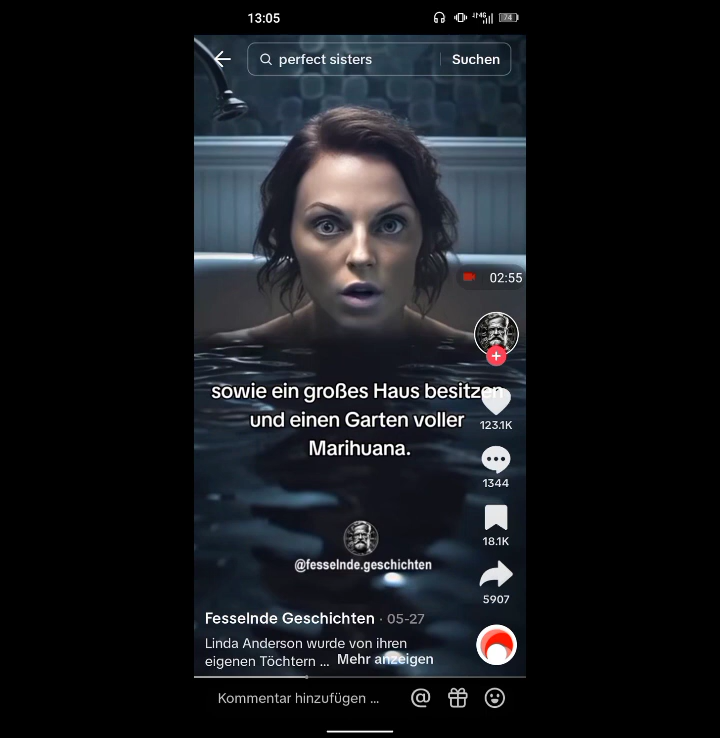 13:05
4G
74
perfect sisters
Suchen
02:55
sowie ein großes Haus besitzen
und einen Garten voller
Marihuana.
123.1K
1344
18.1K
@fesselnde.geschichten
5907
Fesselnde Geschichten · 05-27
Linda Anderson wurde von ihren
eigenen Töchtern ... Mehr anzeigen
Kommentar hinzufügen ...